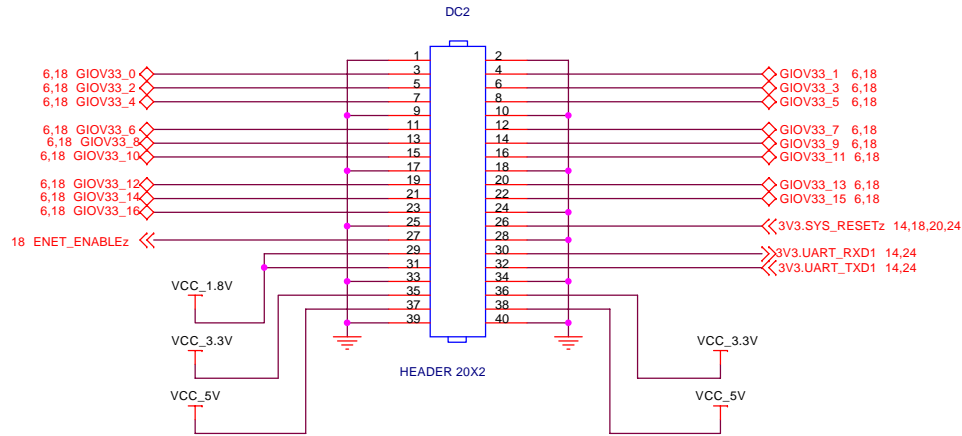 DC2
1 2
6,18 GIOV33_0 3 4 GIOV33_1 6,18
6,18 GIOV33_2 5 6 GIOV33_3 6,18
6,18 GIOV33_4 7 8 GIOV33_5 6,18
9 10
6,18 GIOV33_6 11 12 GIOV33_7 6,18
6,18 GIOV33_8 13 14 GIOV33_9 6,18
6,18 GIOV33_10 15 16 GIOV33_11 6,18
17 18
6,18 GIOV33_12 19 20 GIOV33_13 6,18
6,18 GIOV33_14 21 22 GIOV33_15 6,18
6,18 GIOV33_16 23 24
25 26 3V3.SYS_RESETz 14,18,20,24
18 ENET_ENABLEz 27 28
29 30 3V3.UART_RXD1 14,24
31 32 3V3.UART_TXD1 14,24
33 34
VCC_1.8V 35 36
37 38
39 40
VCC_3.3V VCC_3.3V
HEADER 20X2
VCC_5V VCC_5V